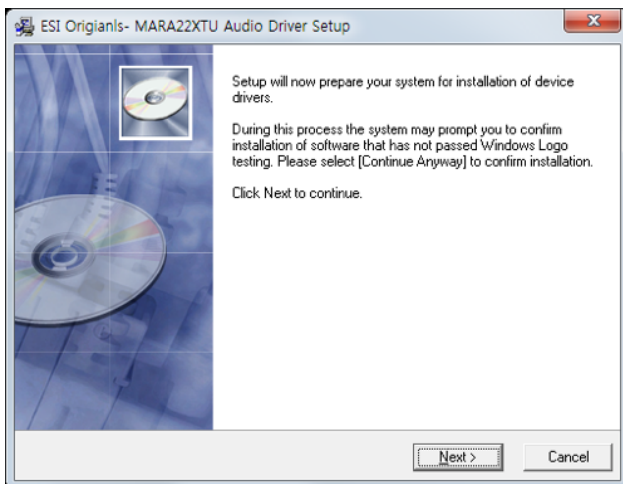 ESI Origianls- MARA22XTU Audio Driver Setup
Setup will now prepare your system for installation of device
drivers.
During this process the system may prompt you to confirm
installation of software that has not passed Windows Logo
testing. Please select [Continue Anyway] to confirm installation.
Click Next to continue.
Next >
Cancel